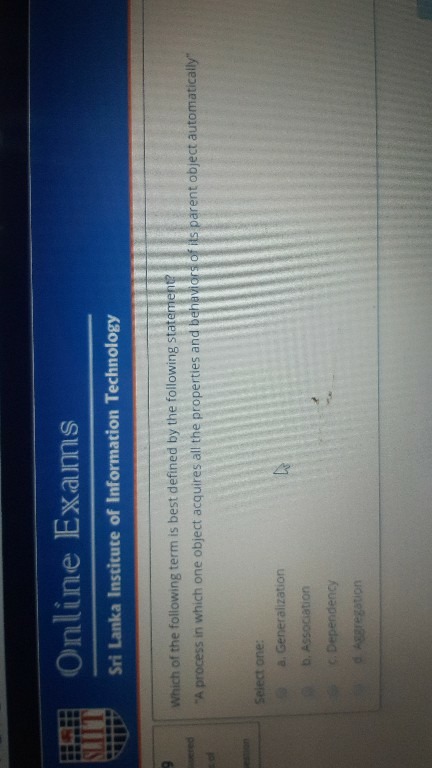 SLIIT
Online Exams
Sri Lanka Institute of Information Technology
9
Which of the following term is best defined by the following statement?
"A process in which one object acquires all the properties and behaviors of its parent object automatically"
Select one:
a. Generalization
b. Association
c. Dependency
d. Aggregation